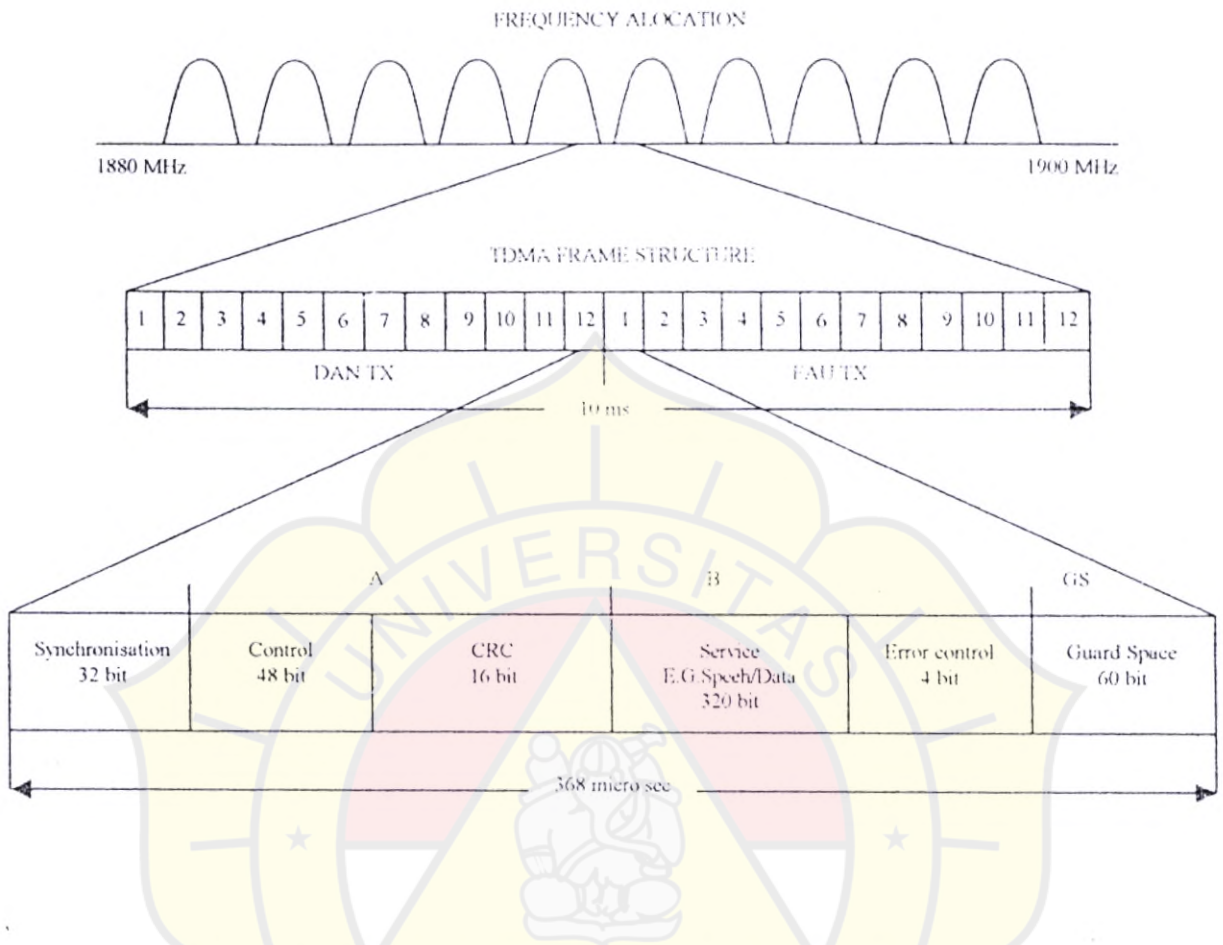 FREQUENCY ALOCATION
1880 MHz
1900 MHz
TDMA FRAME STRUCTURE
1 2 3 4 5 6 7 8 9 10 11 12 1 2 3 4 5 6 7 8 9 10 11 12
DAN TX
FAU TX
10 ms
A
B
GS
Synchronisation
32 bit
Control
48 bit
CRC
16 bit
Service
E.G.Speech/Data
320 bit
Error control
4 bit
Guard Space
60 bit
368 micro sec
UNIVERSITAS